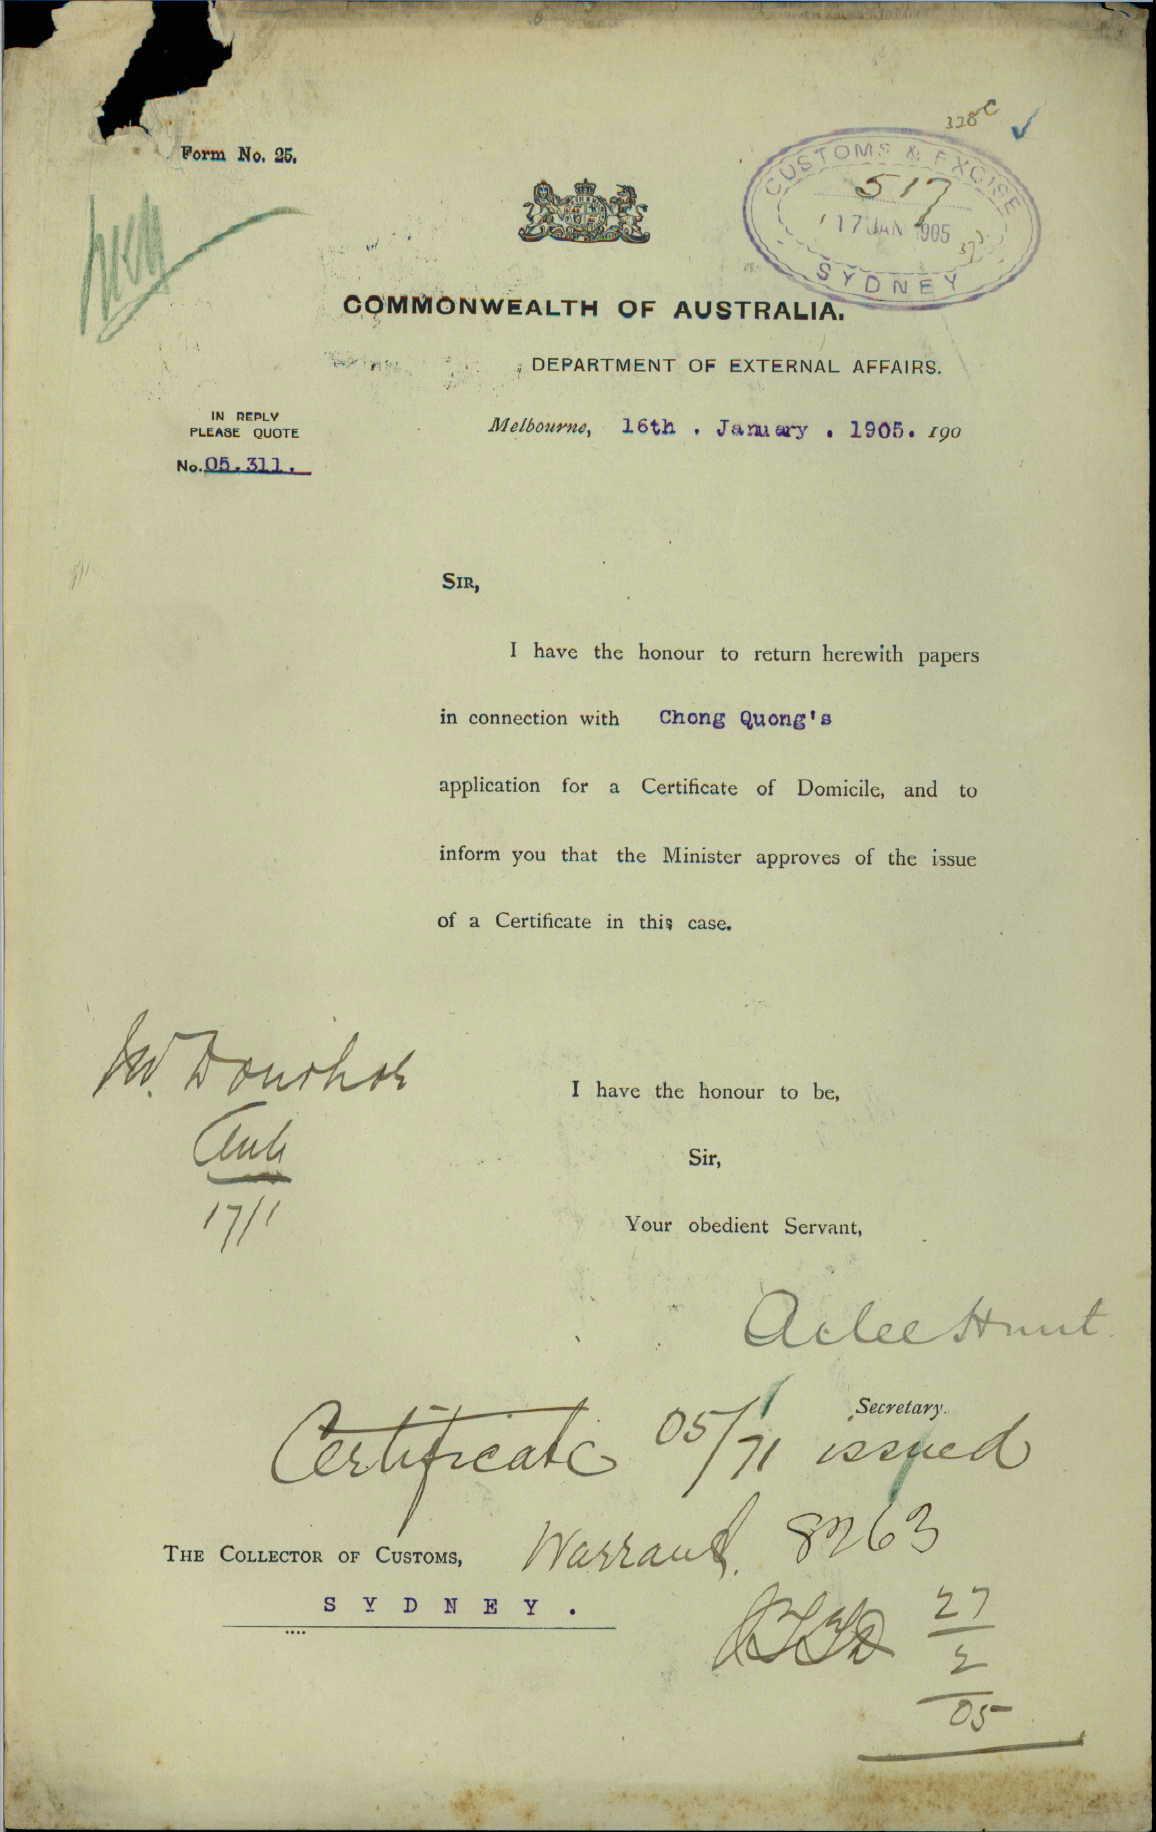 Form No. 25.
328 c
CUSTOMS & EXCISE
517
17 JAN 1905
SYDNEY
COMMONWEALTH OF AUSTRALIA.
DEPARTMENT OF EXTERNAL AFFAIRS.
IN REPLY
PLEASE QUOTE
No. 05.311.
Melbourne, 16th . January . 1905. 190
SIR,
I have the honour to return herewith papers
in connection with Chong Quong's
application for a Certificate of Domicile, and to
inform you that the Minister approves of the issue
of a Certificate in this case.
Donohoe
17/1
I have the honour to be,
Sir,
Your obedient Servant,
Atlee Hunt
Secretary.
Certificate 05/71 issued
THE COLLECTOR OF CUSTOMS,
Warrant. 8763
SYDNEY.
27
2
05